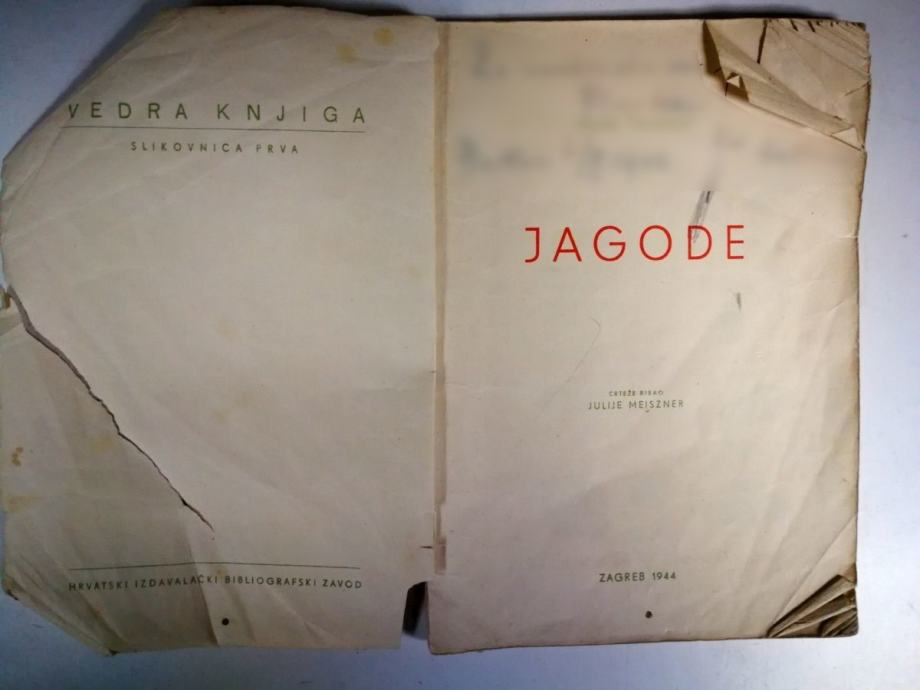 VEDRA KNJIGA
SLIKOVNICA PRVA
HRVATSKI IZDAVALAČKI BIBLIOGRAFSKI ZAVOD
JAGODE
CRTEŽE RISAO
JULIJE MEISZNER
ZAGREB 1944